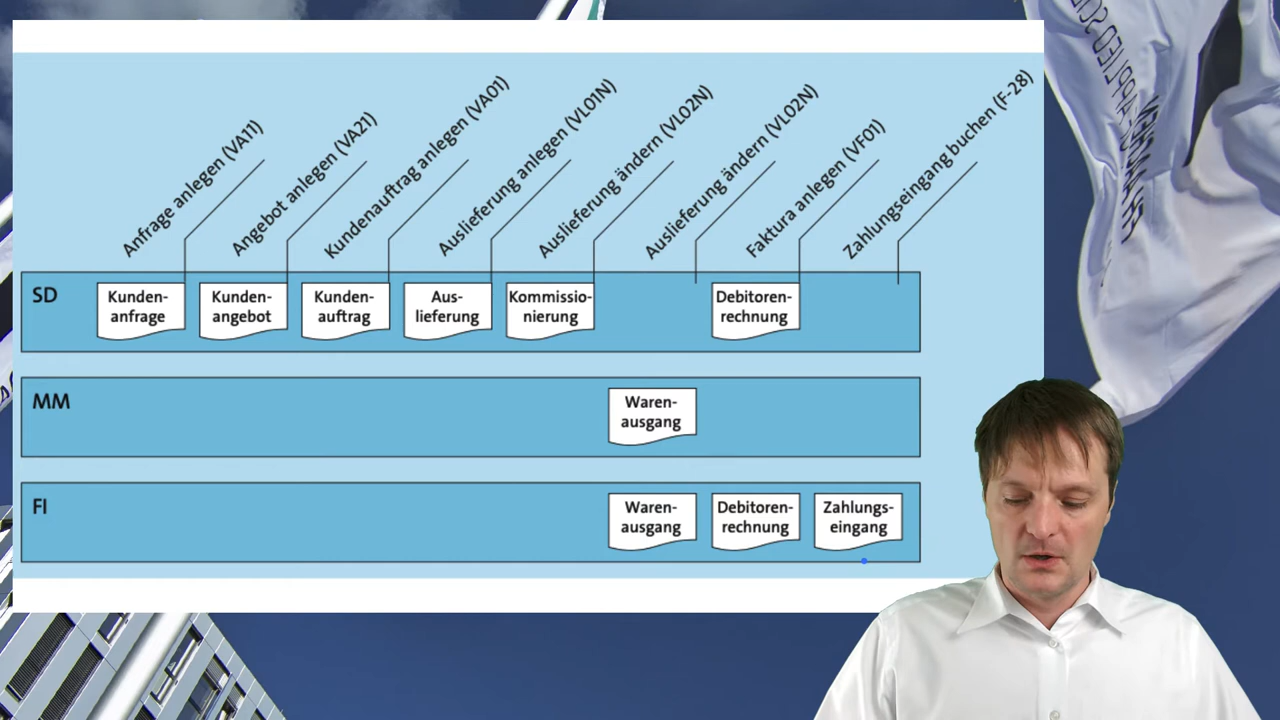 Anfrage anlegen (VA11)
Angebot anlegen (VA21)
Kundenauftrag anlegen (VA01)
Auslieferung anlegen (VL01N)
Auslieferung ändern (VL02N)
Auslieferung ändern (VL02N)
Faktura anlegen (VF01)
Zahlungseingang buchen (F-28)
SD
Kunden-
anfrage
Kunden-
angebot
Kunden-
auftrag
Aus-
lieferung
Kommissio-
nierung
Debitoren-
rechnung
MM
Waren-
ausgang
FI
Waren-
ausgang
Debitoren-
rechnung
Zahlungs-
eingang